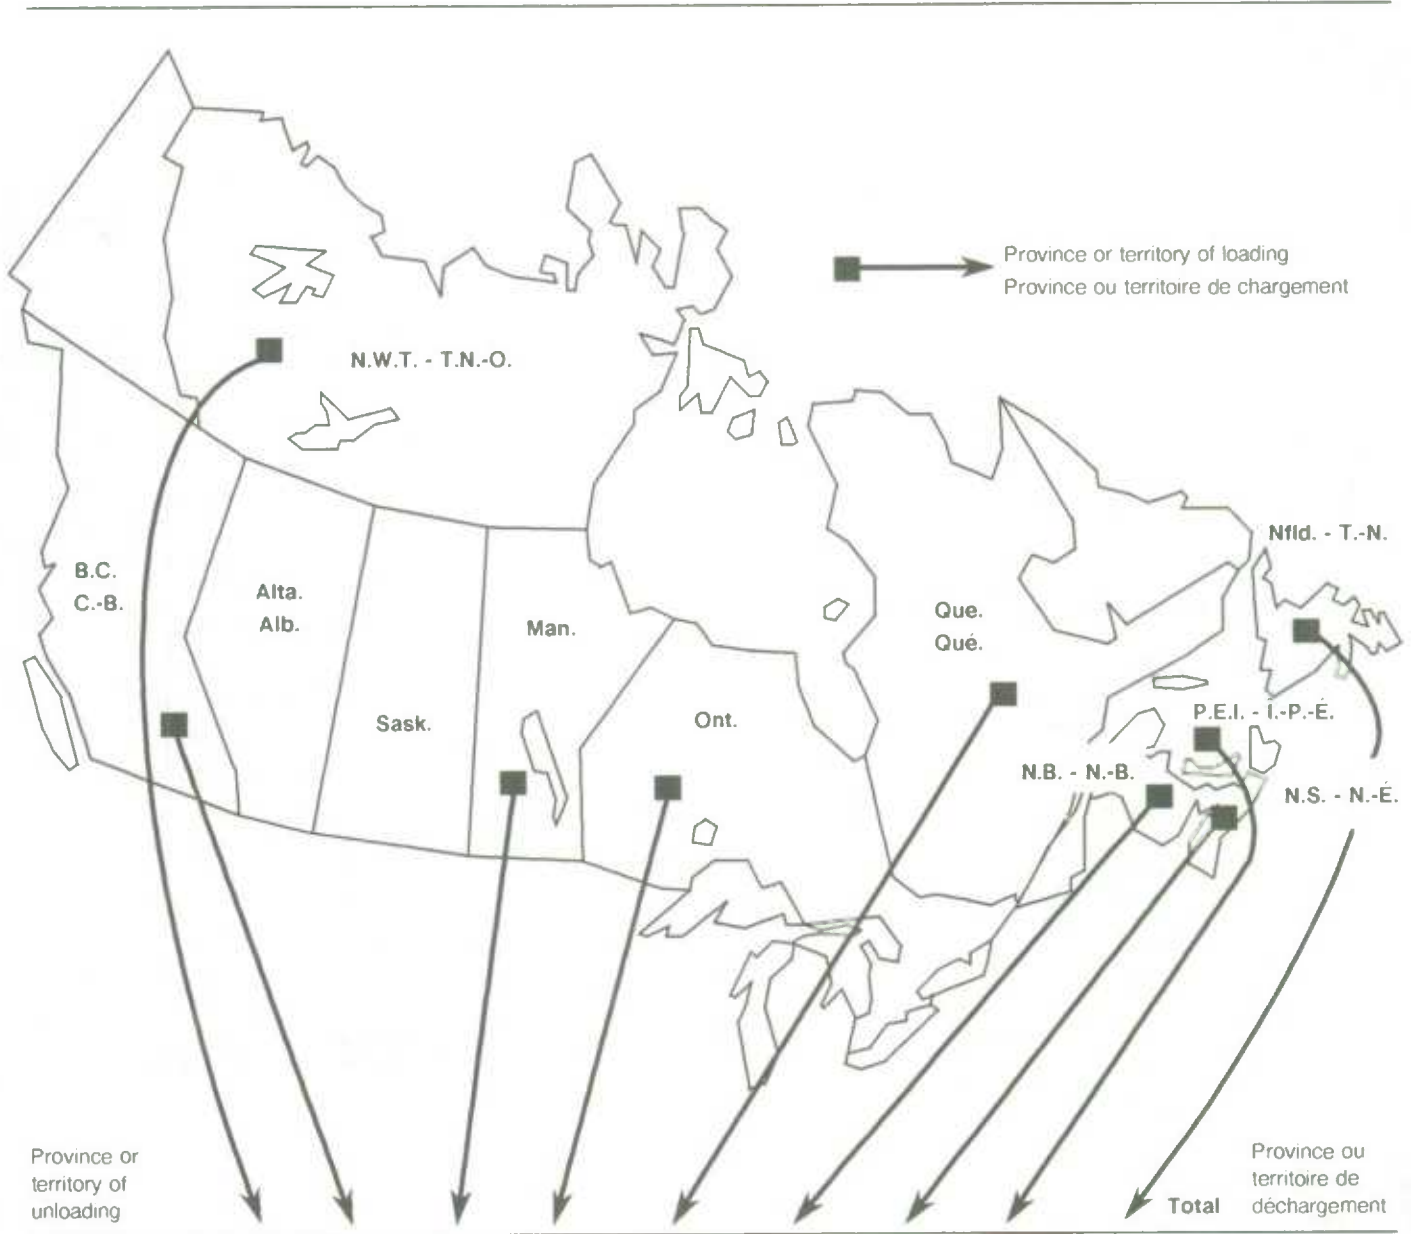 Province or territory of loading
Province ou territoire de chargement
N.W.T. - T.N.-O.
Nfld. - T.-N.
B.C.
C.-B.
Alta.
Alb.
Man.
Que.
Qué.
Sask.
Ont.
P.E.I. - Î.-P.-É.
N.B. - N.-B.
N.S. - N.-É.
Province or
territory of
unloading
Total
Province ou
territoire de
déchargement